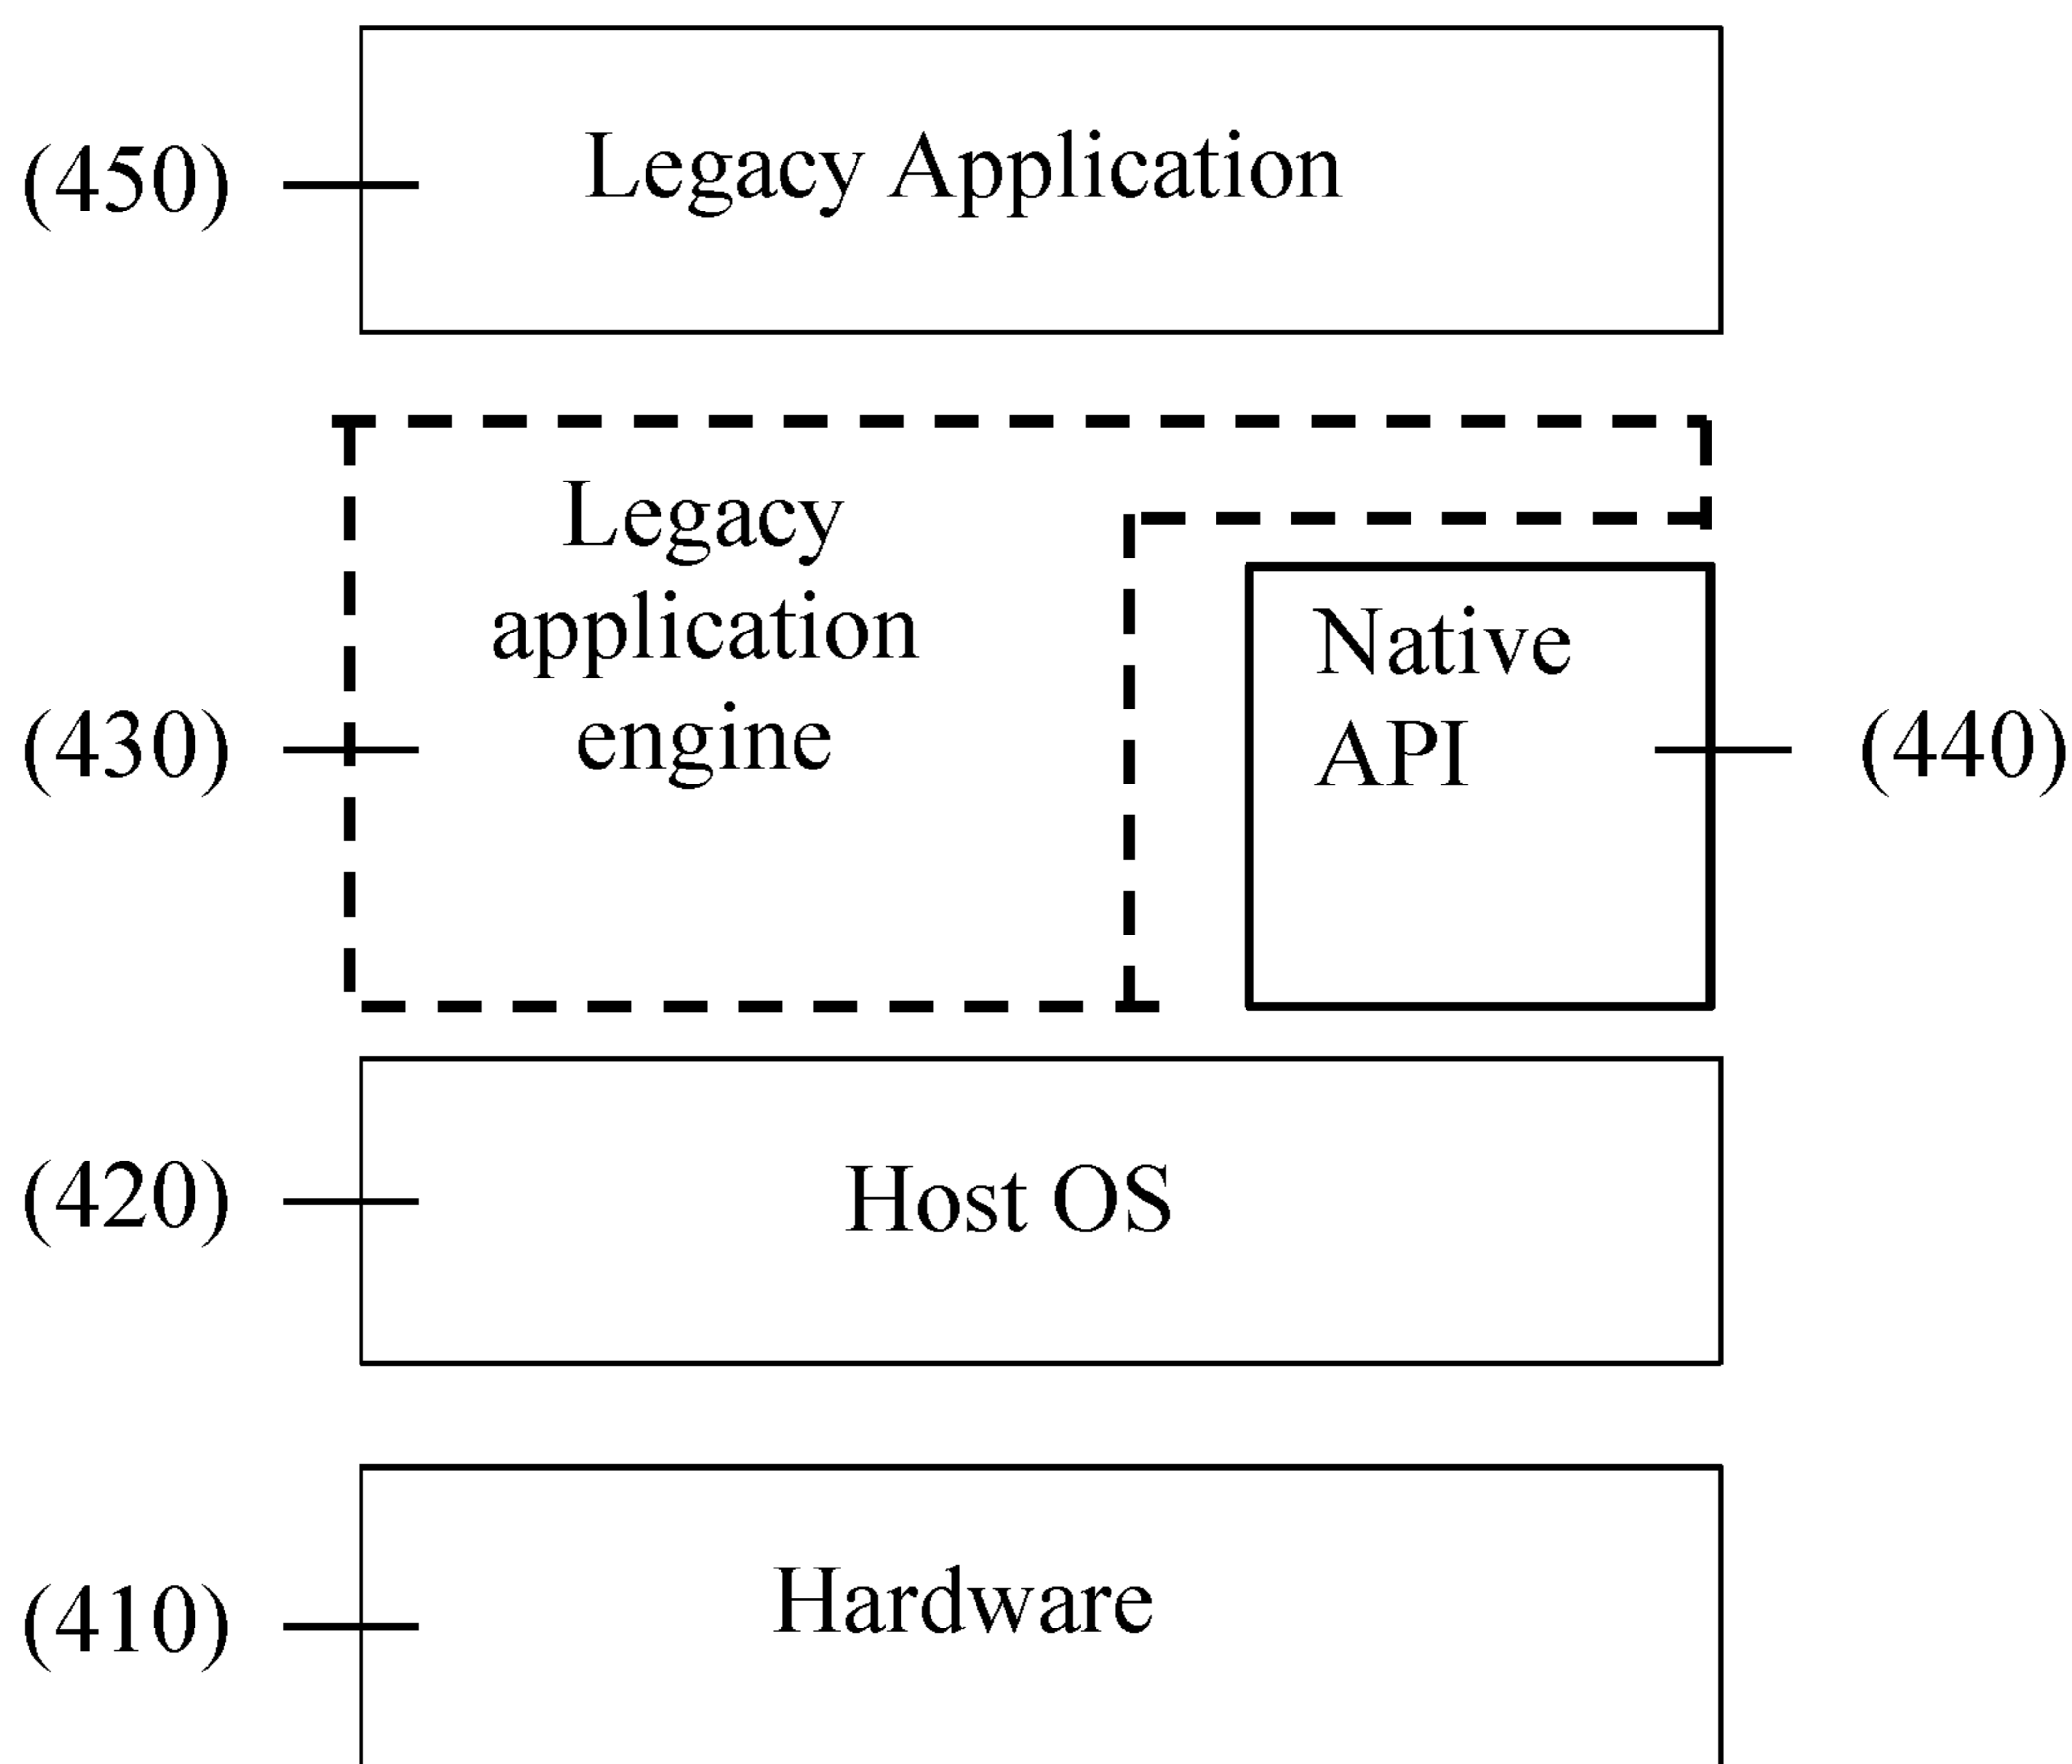 (450)
Legacy Application
Legacy
application
engine
(430)
Native
API
(440)
(420)
Host OS
(410)
Hardware